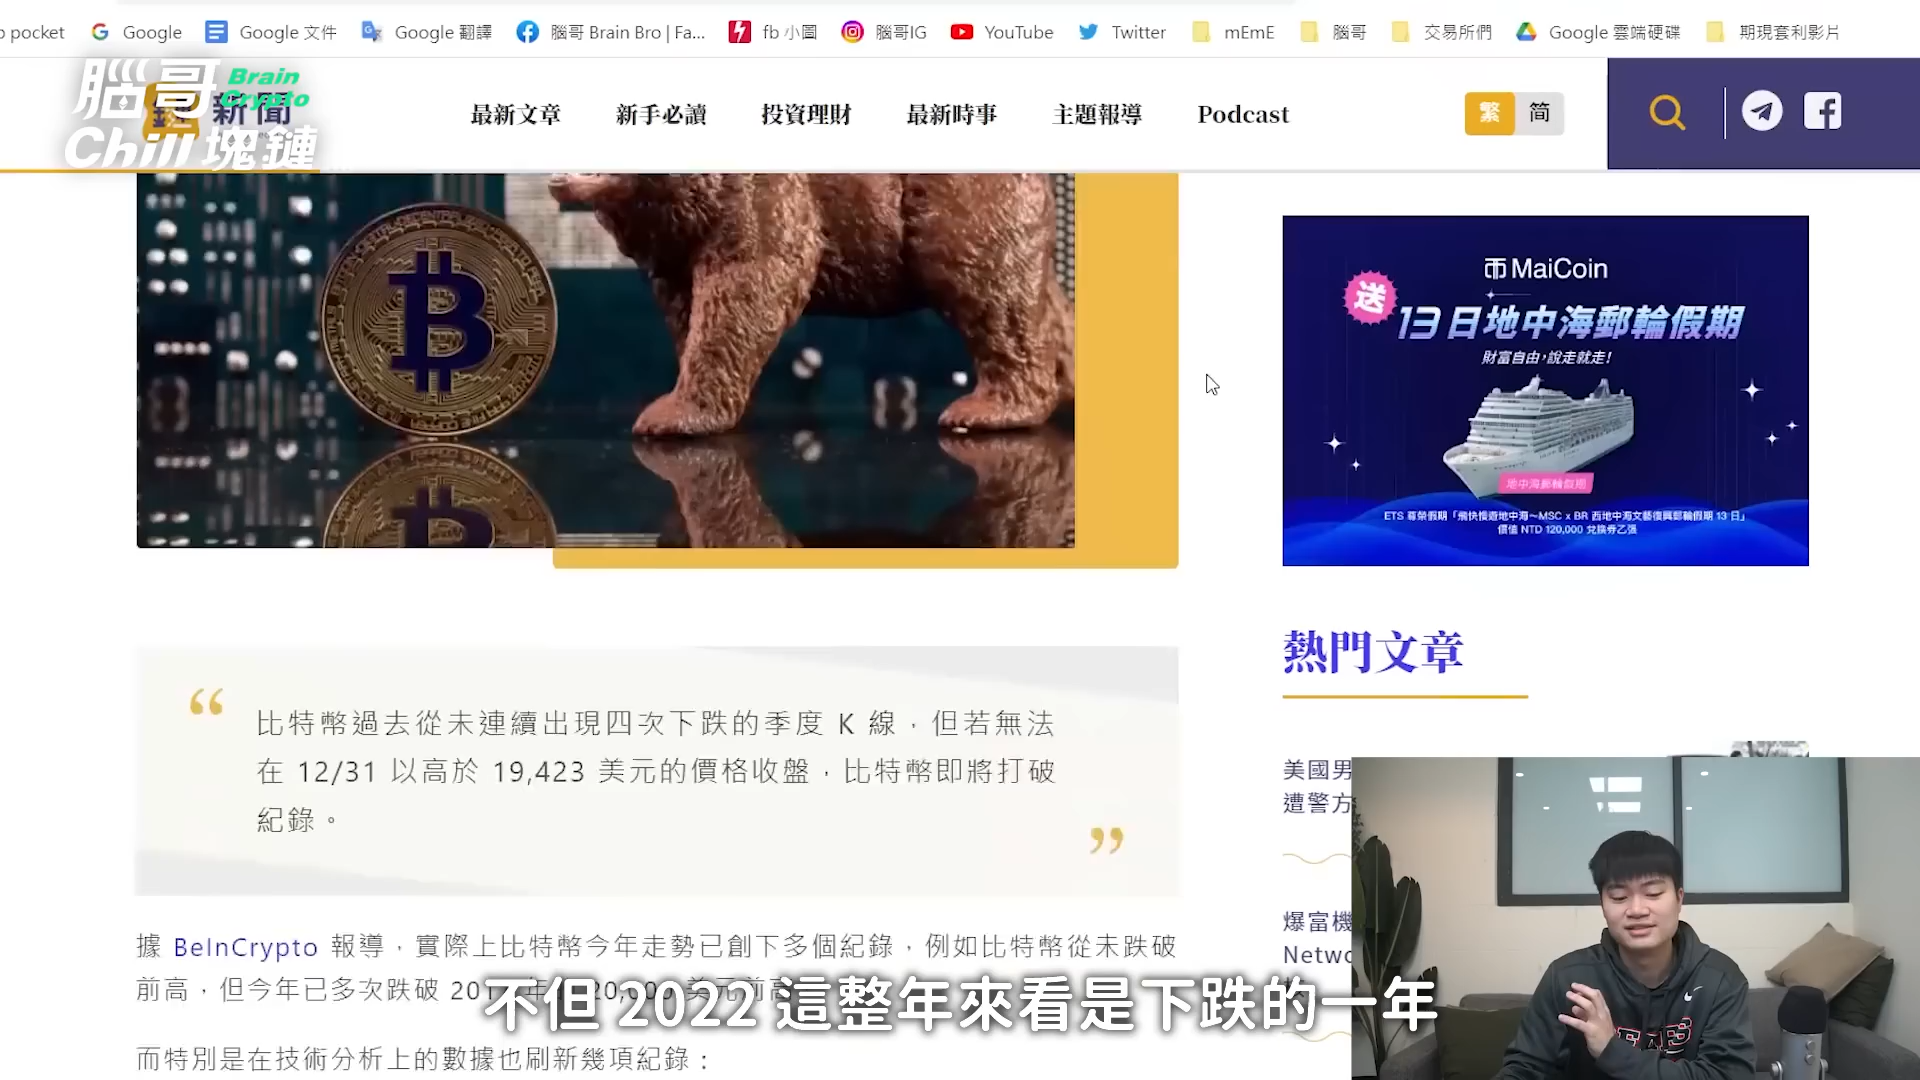 pocket
Google
Google 文件
Google 翻譯
腦哥 Brain Bro | Fa...
fb 小圖
腦哥IG
YouTube
Twitter
mEmE
腦哥
交易所們
Google 雲端硬碟
期現套利影片
腦哥 Brain Crypto
Chill 塊鏈
新聞
最新文章
新手必讀
投資理財
最新時事
主題報導
Podcast
繁
简
MaiCoin
送
13日地中海郵輪假期
財富自由，說走就走！
地中海郵輪假期
ETS 尊榮假期「飛快慢遊地中海～MSC x BR 西地中海文藝復興郵輪假期 13 日」
價值 NTD 120,000 兌換券乙張
熱門文章
美國男
遭警方
爆富機
Netwo
“
比特幣過去從未連續出現四次下跌的季度 K 線，但若無法
在 12/31 以高於 19,423 美元的價格收盤，比特幣即將打破
紀錄。
”
據 BeInCrypto 報導，實際上比特幣今年走勢已創下多個紀錄，例如比特幣從未跌破
前高，但今年已多次跌破
不但 2022 這整年來看是下跌的一年
而特別是在技術分析上的數據也刷新幾項紀錄：